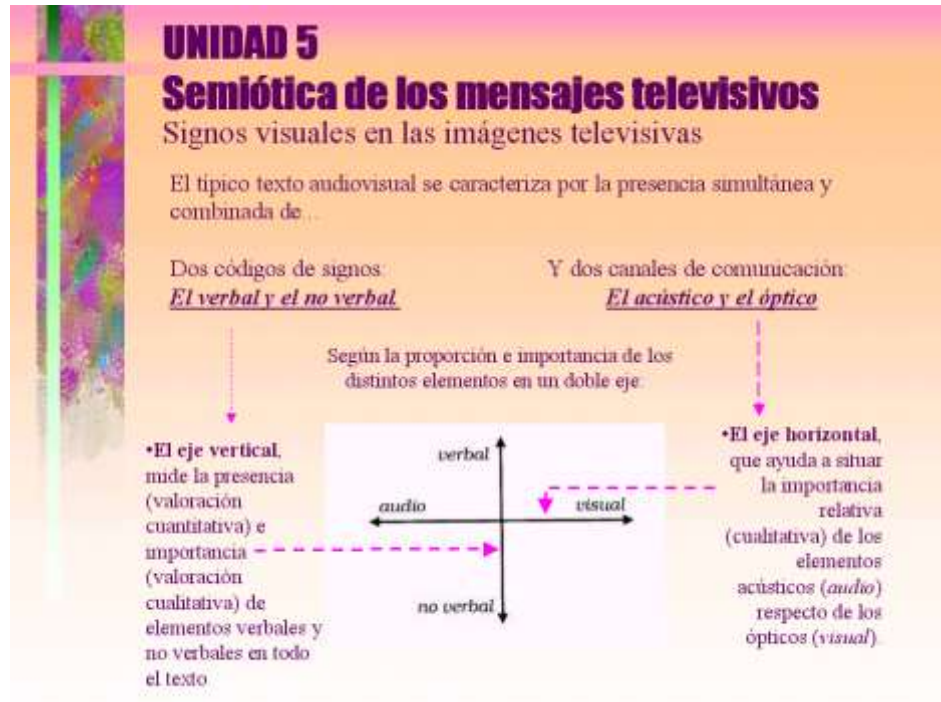 UNIDAD 5
Semiótica de los mensajes televisivos
Signos visuales en las imágenes televisivas
El típico texto audiovisual se caracteriza por la presencia simultánea y
combinada de...
Dos códigos de signos:
El verbal y el no verbal
Y dos canales de comunicación:
El acústico y el óptico
Según la proporción e importancia de los
distintos elementos en un doble eje:
•El eje vertical,
mide la presencia
(valoración
cuantitativa) e
importancia
(valoración
cualitativa) de
elementos verbales y
no verbales en todo
el texto
verbal
audio
visual
no verbal
•El eje horizontal,
que ayuda a situar
la importancia
relativa
(cualitativa) de los
elementos
acústicos (audio)
respecto de los
ópticos (visual).